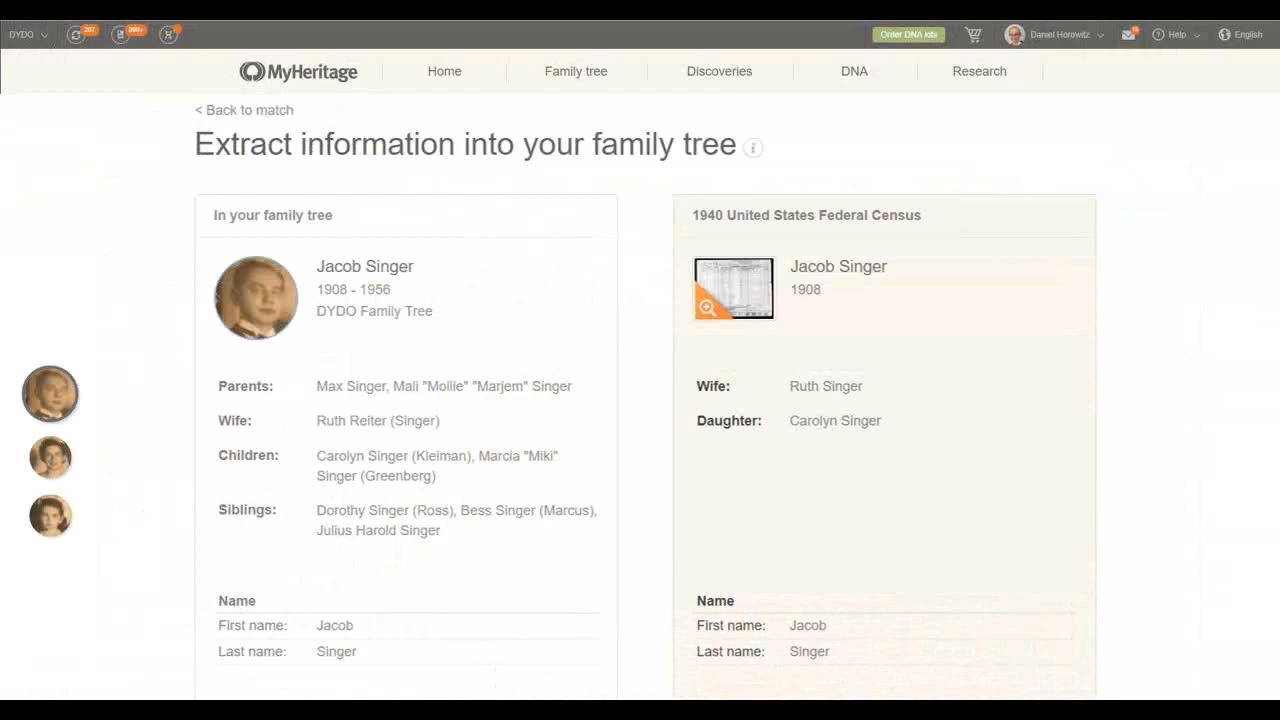 DYDO 287 999+ Order DNA kits Daniel Horowitz Help English
MyHeritage Home Family tree Discoveries DNA Research
< Back to match
Extract information into your family tree i
In your family tree
Jacob Singer
1908 - 1956
DYDO Family Tree
Parents: Max Singer, Mali "Mollie" "Marjem" Singer
Wife: Ruth Reiter (Singer)
Children: Carolyn Singer (Kleiman), Marcia "Miki"
Singer (Greenberg)
Siblings: Dorothy Singer (Ross), Bess Singer (Marcus),
Julius Harold Singer
Name
First name: Jacob
Last name: Singer
1940 United States Federal Census
Jacob Singer
1908
Wife: Ruth Singer
Daughter: Carolyn Singer
Name
First name: Jacob
Last name: Singer